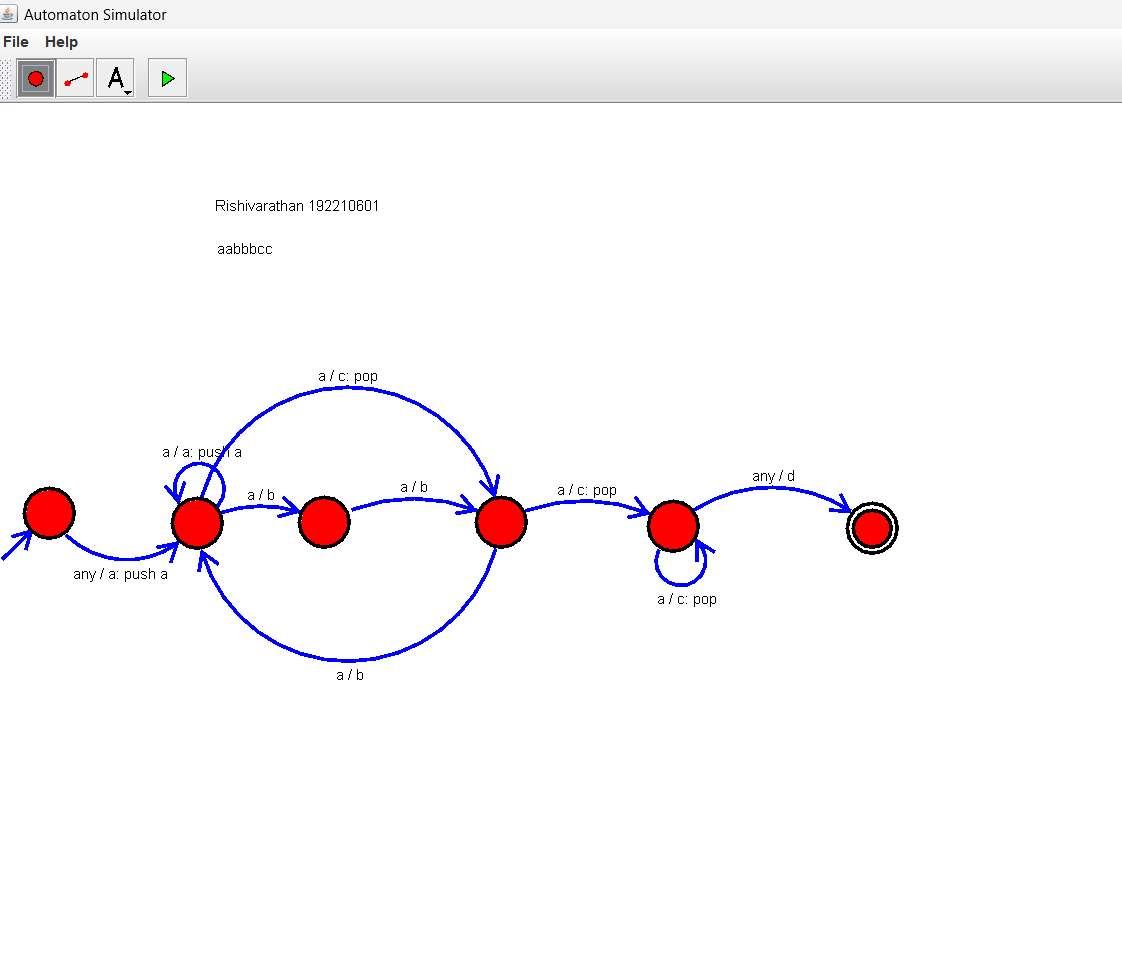 Automaton Simulator
File Help
A
Rishivarathan 192210601
aabbbcc
a / c: pop
a / a: push a
a / b
a / b
a / c: pop
any / d
any / a: push a
a / c: pop
a / b